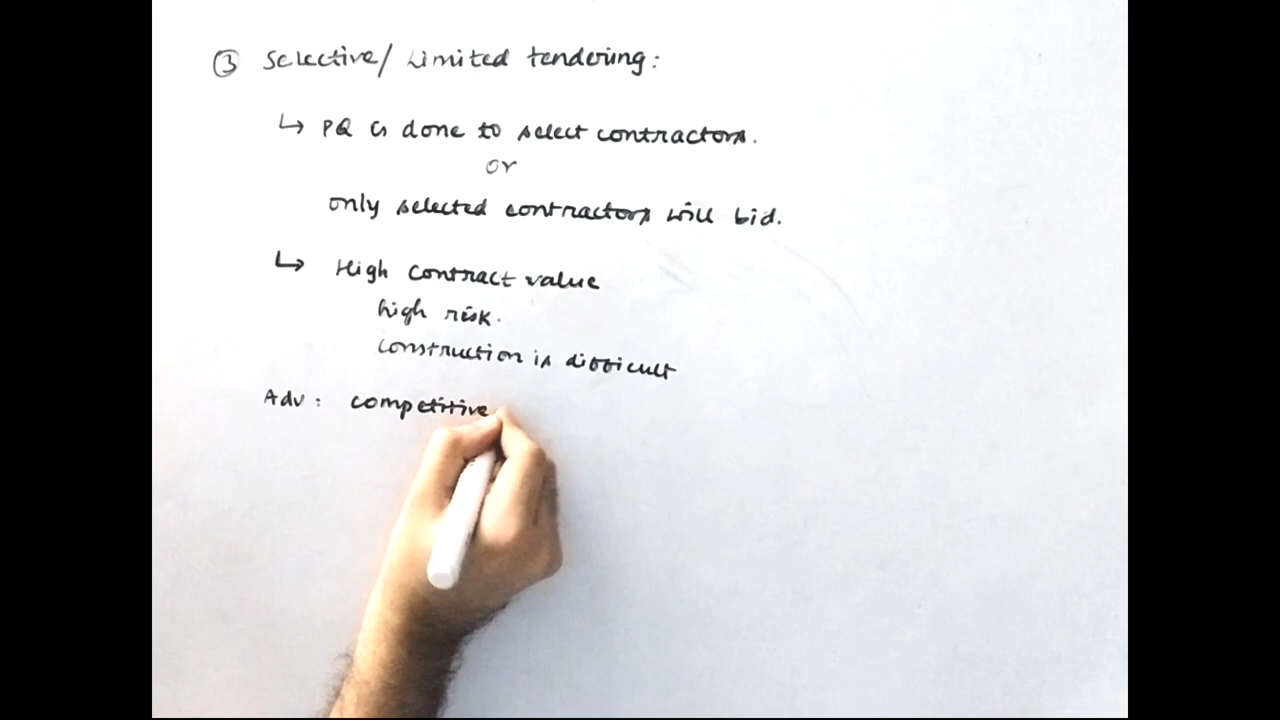 ③ Selective/ Limited tendering:
↳ PQ is done to select contractors.
or
only selected contractors will bid.
↳ High contract value
high risk.
construction is difficult
Adv: competitive